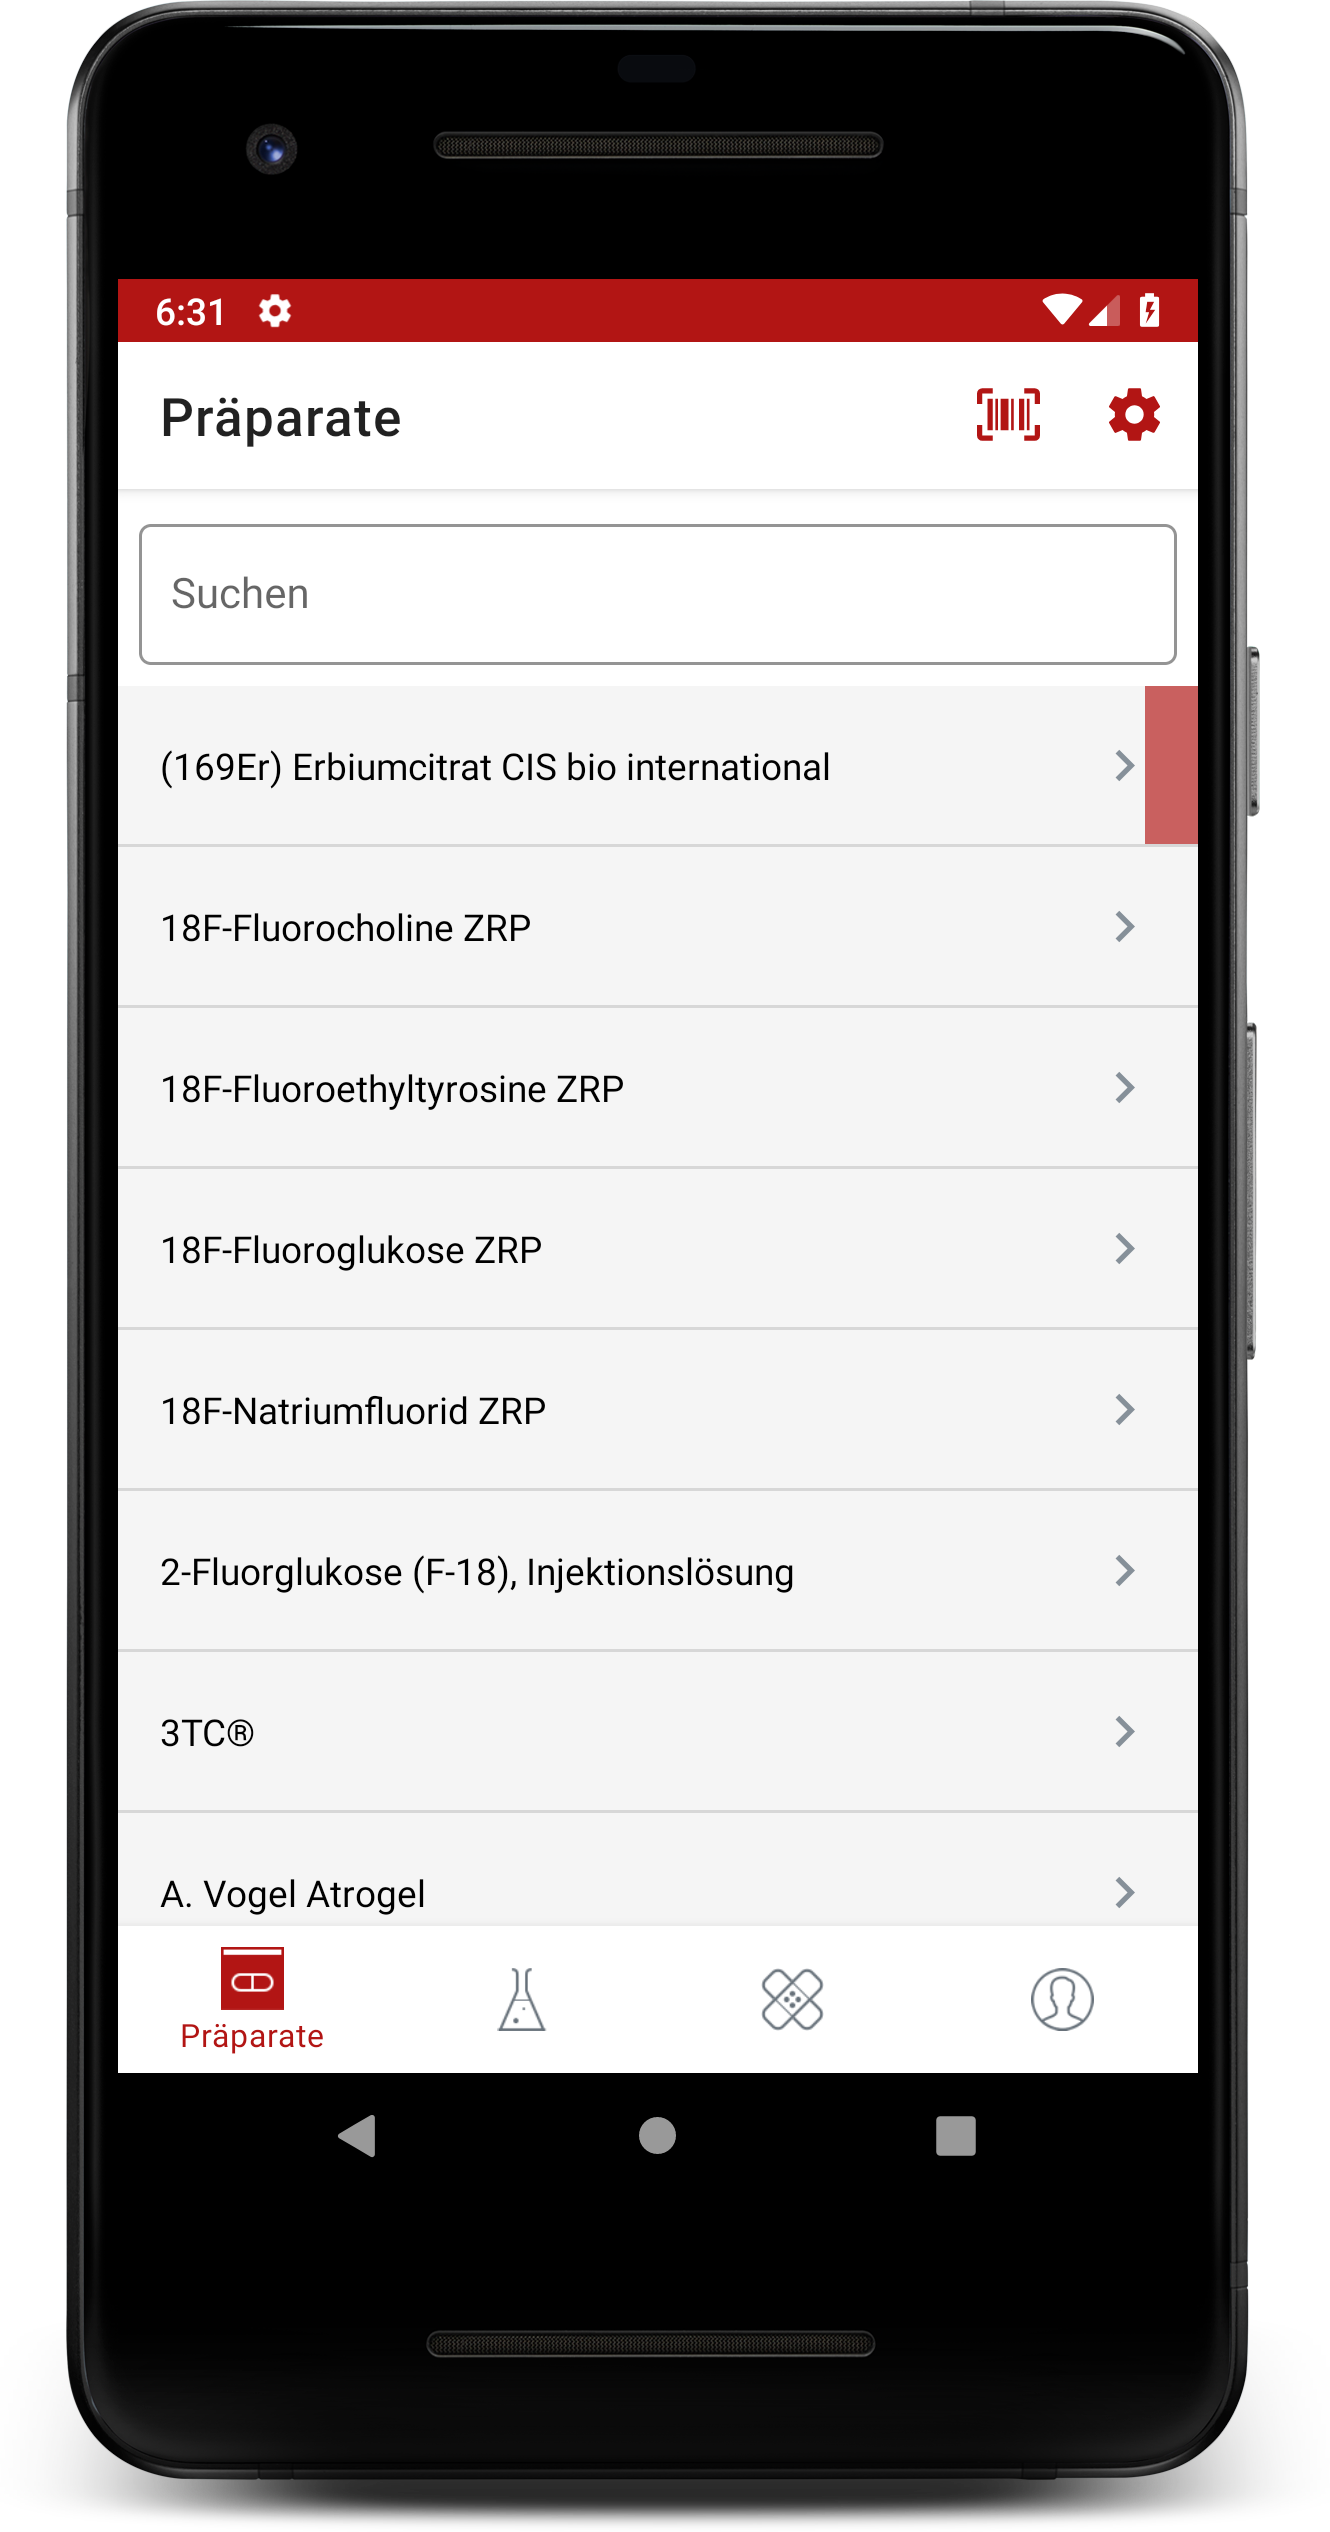 6:31
Präparate
Suchen
(169Er) Erbiumcitrat CIS bio international
18F-Fluorocholine ZRP
18F-Fluoroethyltyrosine ZRP
18F-Fluoroglukose ZRP
18F-Natriumfluorid ZRP
2-Fluorglukose (F-18), Injektionslösung
3TC®
A. Vogel Atrogel
Präparate